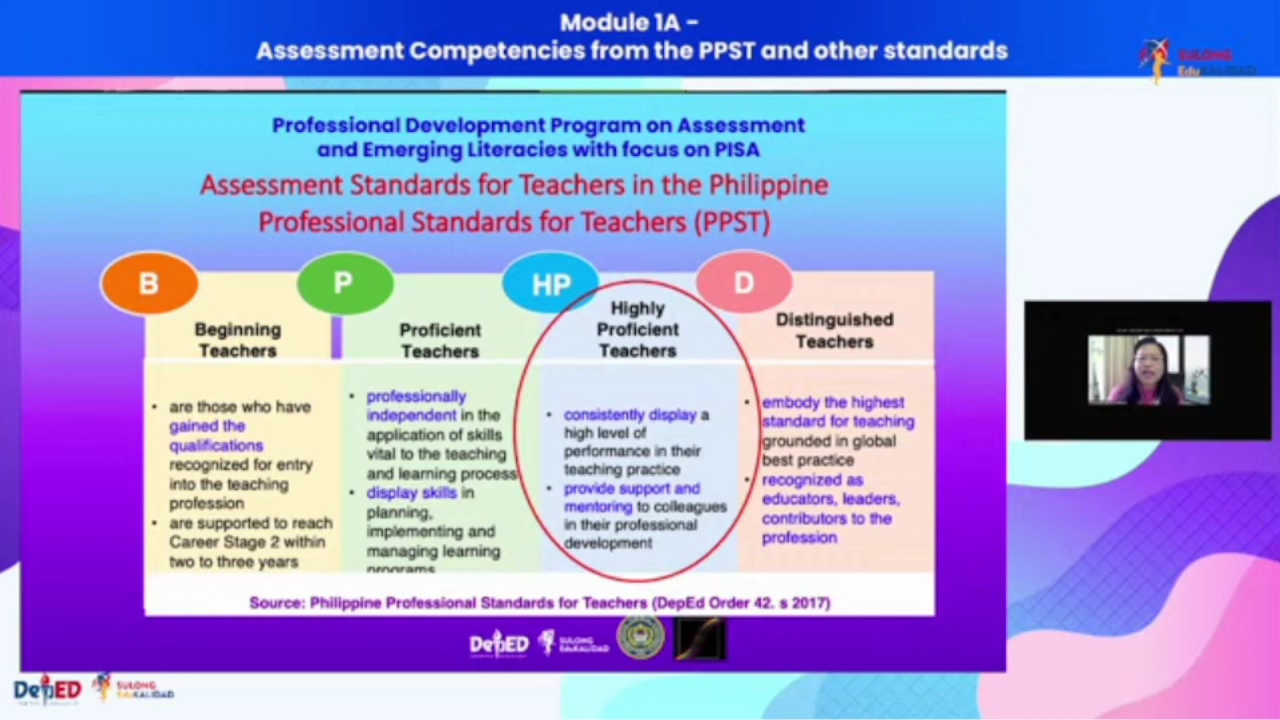 Module 1A -
Assessment Competencies from the PPST and other standards
SULONG
EduKALIDAD
Professional Development Program on Assessment
and Emerging Literacies with focus on PISA
Assessment Standards for Teachers in the Philippine
Professional Standards for Teachers (PPST)
B
P
HP
D
Beginning
Teachers
Proficient
Teachers
Highly
Proficient
Teachers
Distinguished
Teachers
• are those who have
gained the
qualifications
recognized for entry
into the teaching
profession
• are supported to reach
Career Stage 2 within
two to three years
• professionally
independent in the
application of skills
vital to the teaching
and learning process
• display skills in
planning,
implementing and
managing learning
programs
• consistently display a
high level of
performance in their
teaching practice
• provide support and
mentoring to colleagues
in their professional
development
• embody the highest
standard for teaching
grounded in global
best practice
• recognized as
educators, leaders,
contributors to the
profession
Source: Philippine Professional Standards for Teachers (DepEd Order 42. s 2017)
DepED
SULONG
EduKALIDAD
DepED
SULONG
EduKALIDAD